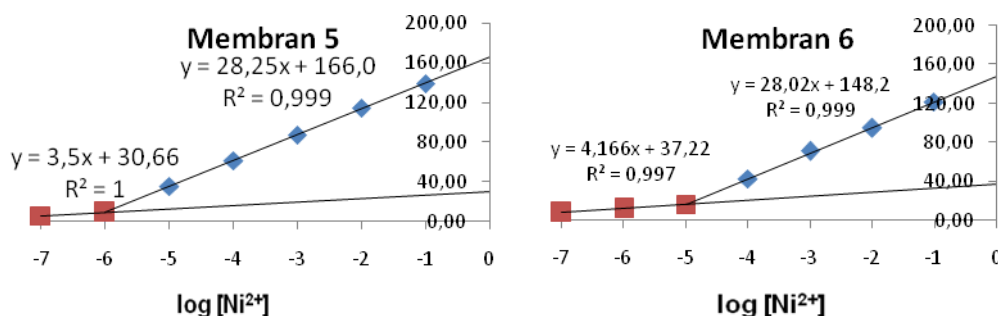 Membran 5
y = 28,25x + 166,0
R² = 0,999
y = 3,5x + 30,66
R² = 1
200,00
160,00
120,00
80,00
40,00
0,00
-7 -6 -5 -4 -3 -2 -1 0
log [Ni²⁺]
Membran 6
y = 28,02x + 148,2
R² = 0,999
y = 4,166x + 37,22
R² = 0,997
200,00
160,00
120,00
80,00
40,00
0,00
-7 -6 -5 -4 -3 -2 -1 0
log [Ni²⁺]